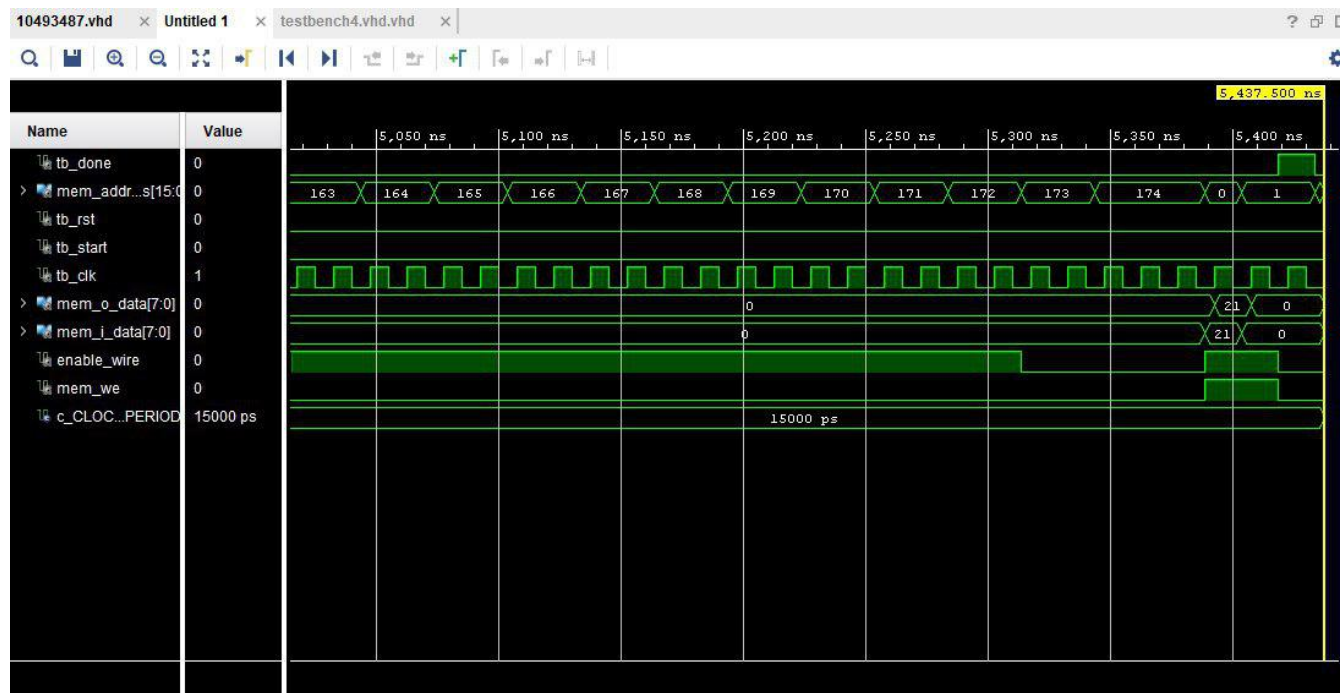 10493487.vhd × Untitled 1 × testbench4.vhd.vhd ×
5,437.500 ns
Name Value 5,050 ns 5,100 ns 5,150 ns 5,200 ns 5,250 ns 5,300 ns 5,350 ns 5,400 ns
tb_done 0
mem_addr...s[15:0 0 163 164 165 166 167 168 169 170 171 172 173 174 0 1
tb_rst 0
tb_start 0
tb_clk 1
mem_o_data[7:0] 0 0 21 0
mem_i_data[7:0] 0 0 21 0
enable_wire 0
mem_we 0
c_CLOC...PERIOD 15000 ps 15000 ps